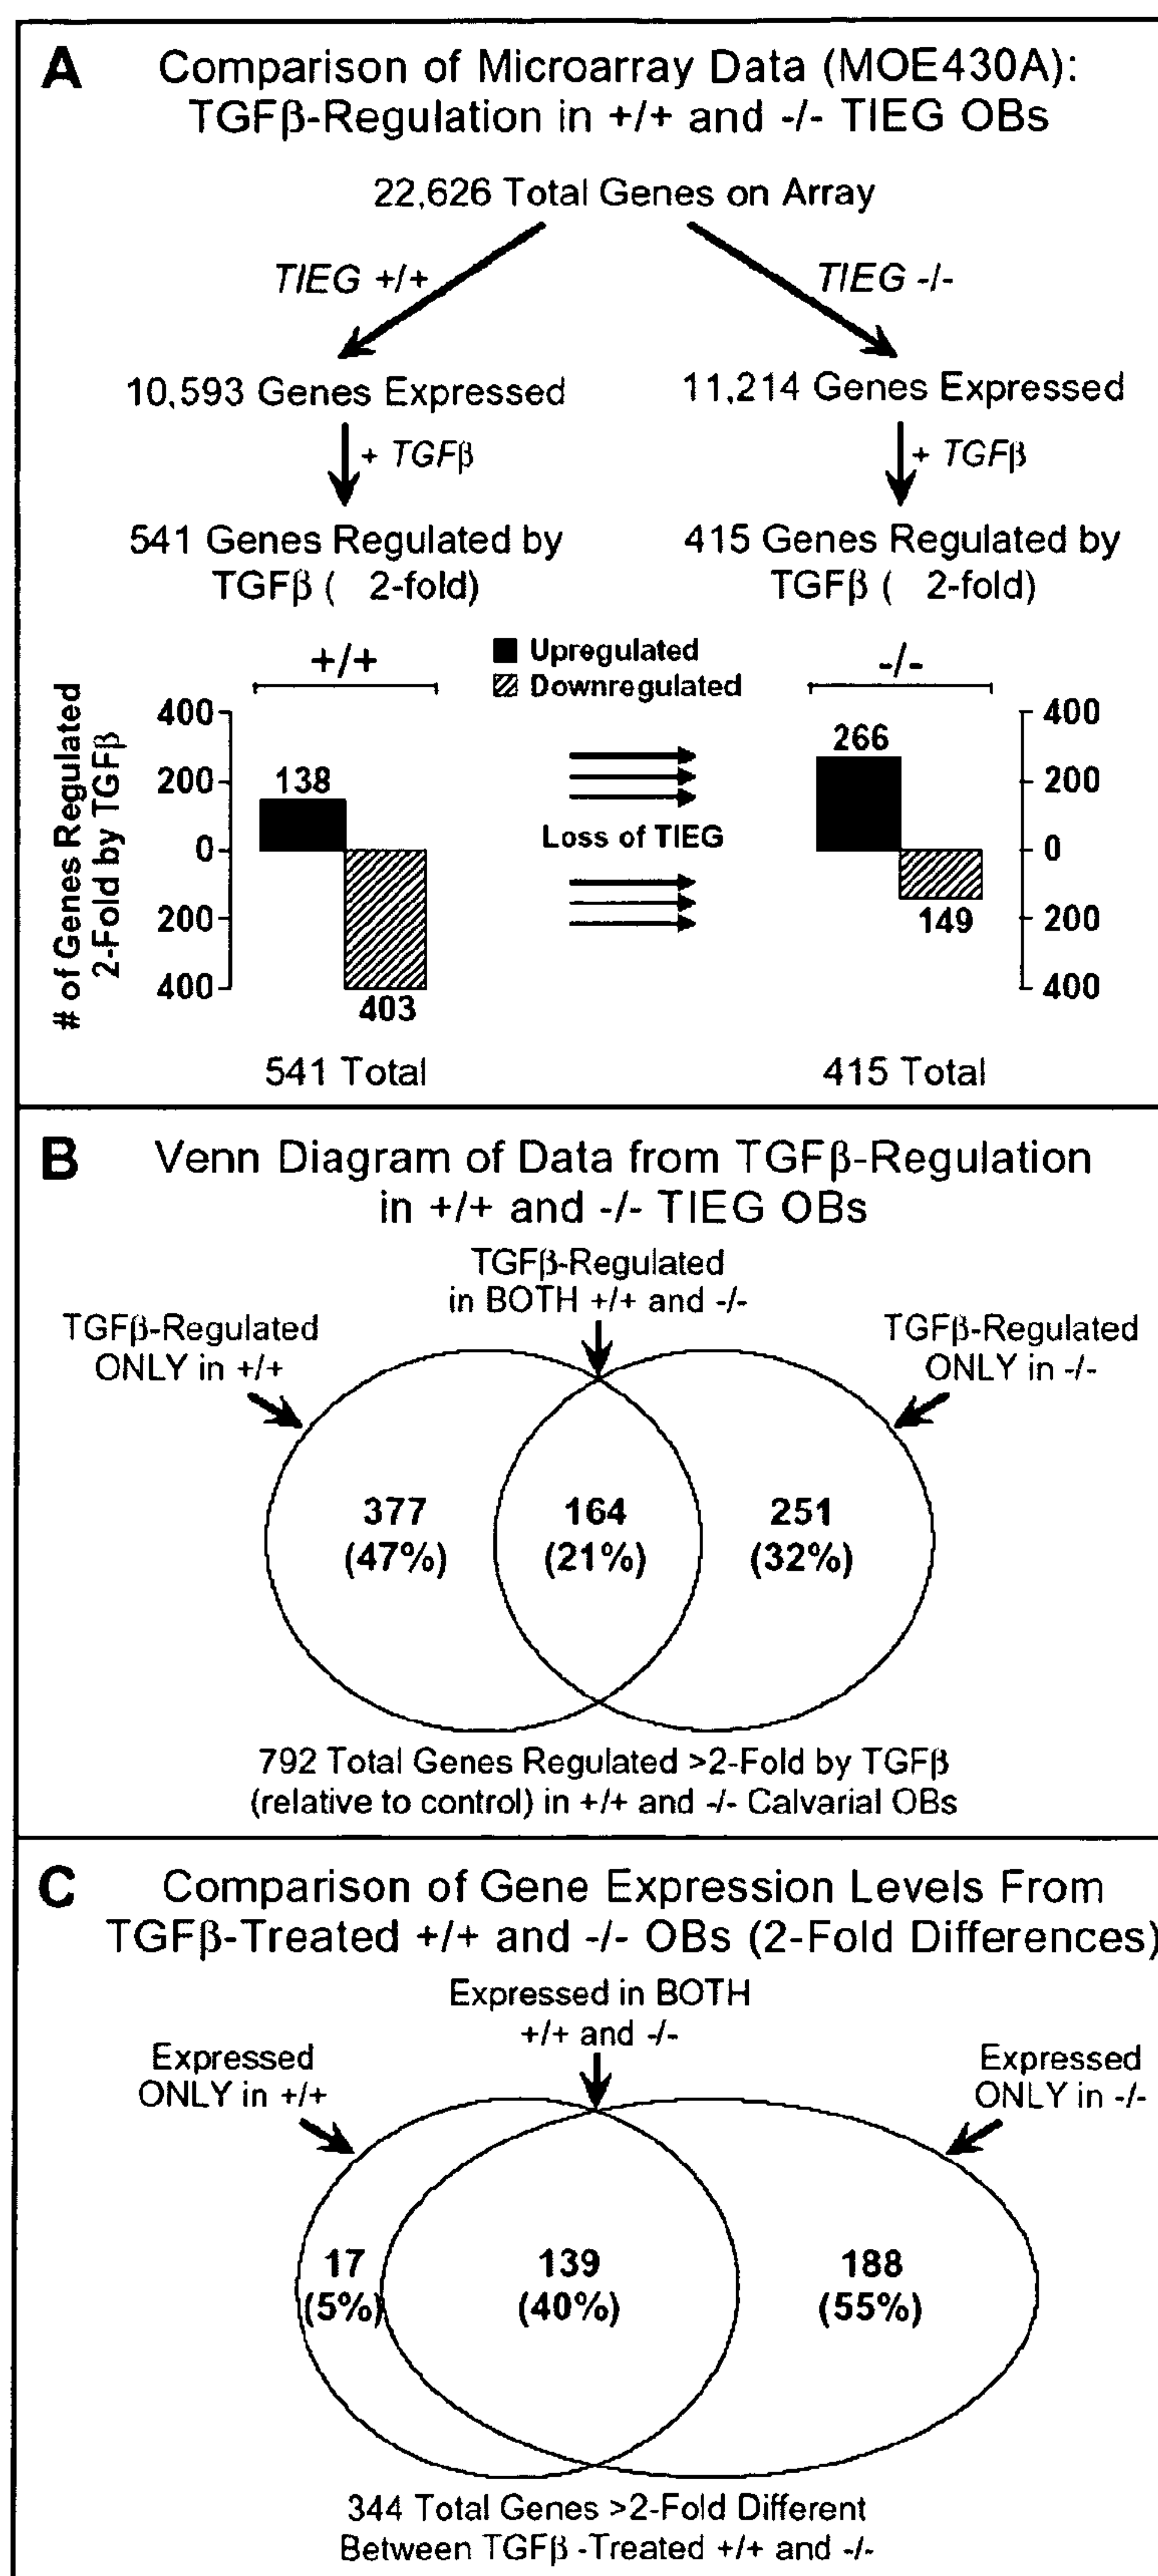 A
Comparison of Microarray Data (MOE430A):
TGFβ-Regulation in +/+ and -/- TIEG OBs
22,626 Total Genes on Array
TIEG +/+
TIEG -/-
10,593 Genes Expressed
11,214 Genes Expressed
+ TGFβ
+ TGFβ
541 Genes Regulated by
TGFβ ( 2-fold)
415 Genes Regulated by
TGFβ ( 2-fold)
# of Genes Regulated
2-Fold by TGFβ
+/+
Upregulated
Downregulated
-/-
400
200
0
200
400
138
403
Loss of TIEG
266
149
400
200
0
200
400
541 Total
415 Total
B
Venn Diagram of Data from TGFβ-Regulation
in +/+ and -/- TIEG OBs
TGFβ-Regulated
in BOTH +/+ and -/-
TGFβ-Regulated
ONLY in +/+
TGFβ-Regulated
ONLY in -/-
377
(47%)
164
(21%)
251
(32%)
792 Total Genes Regulated >2-Fold by TGFβ
(relative to control) in +/+ and -/- Calvarial OBs
C
Comparison of Gene Expression Levels From
TGFβ-Treated +/+ and -/- OBs (2-Fold Differences)
Expressed in BOTH
+/+ and -/-
Expressed
ONLY in +/+
Expressed
ONLY in -/-
17
(5%)
139
(40%)
188
(55%)
344 Total Genes >2-Fold Different
Between TGFβ -Treated +/+ and -/-